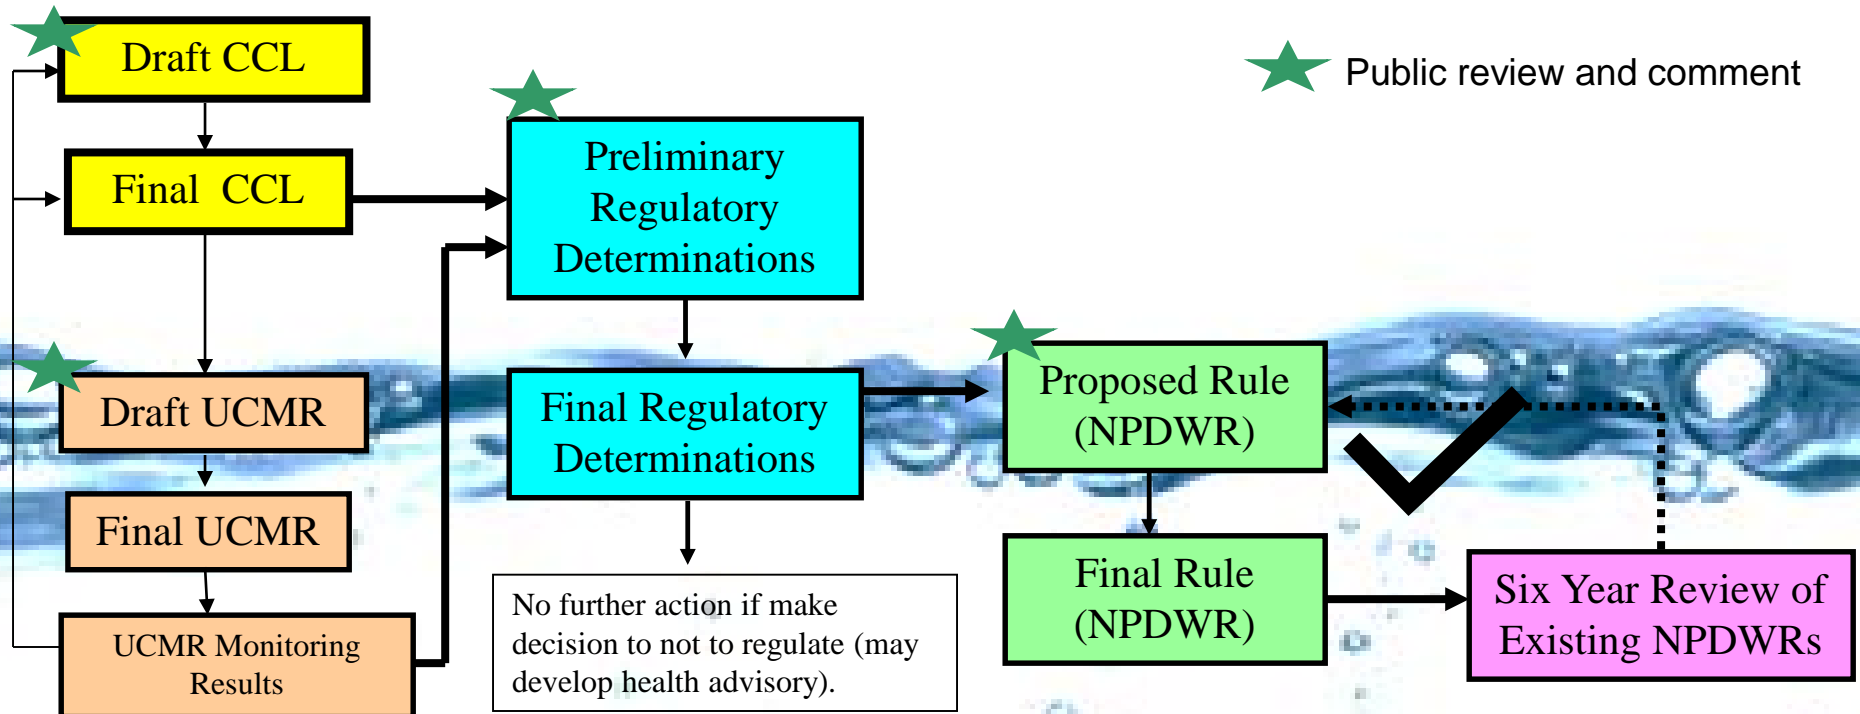 Draft CCL
Public review and comment
Final CCL
Preliminary
Regulatory
Determinations
Draft UCMR
Final Regulatory
Determinations
Proposed Rule
(NPDWR)
Final UCMR
UCMR Monitoring
Results
No further action if make
decision to not to regulate (may
develop health advisory).
Final Rule
(NPDWR)
Six Year Review of
Existing NPDWRs